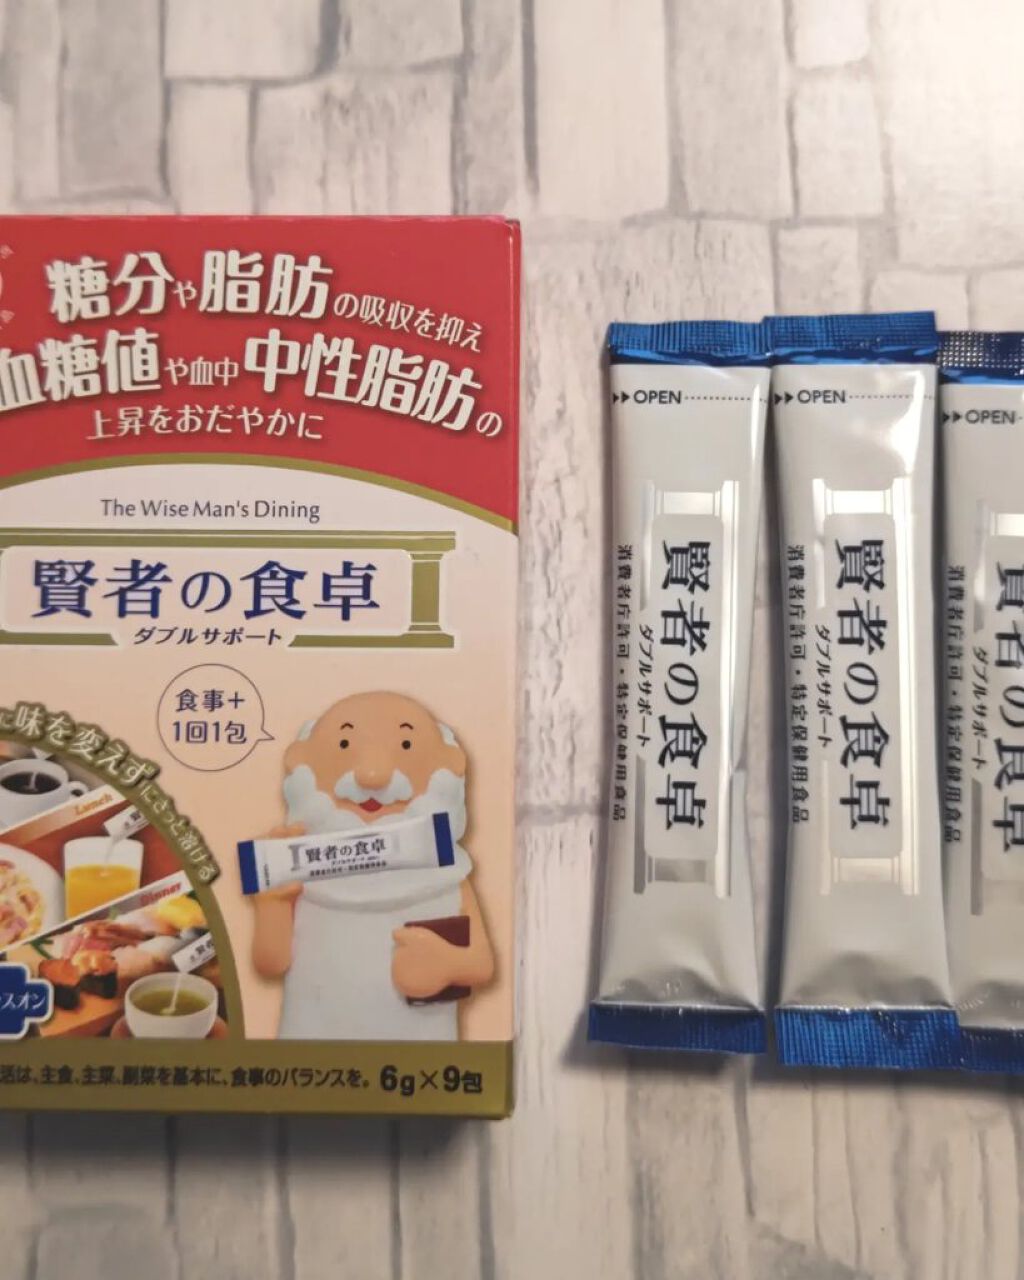 糖分や脂肪の吸収を抑え
血糖値や血中中性脂肪の
上昇をおだやかに
The Wise Man's Dining
賢者の食卓
ダブルサポート
食事＋
1回1包
味を変えずにさっと溶ける
Lunch
Dinner
賢者の食卓
ダブルサポート
スオン
活は、主食、主菜、副菜を基本に、食事のバランスを。 6g×9包
OPEN
賢者の食卓
ダブルサポート
消費者庁許可・特定保健用食品
OPEN
賢者の食卓
ダブルサポート
消費者庁許可・特定保健用食品
OPEN
賢者の食卓
ダブルサポート
消費者庁許可・特定保健用食品